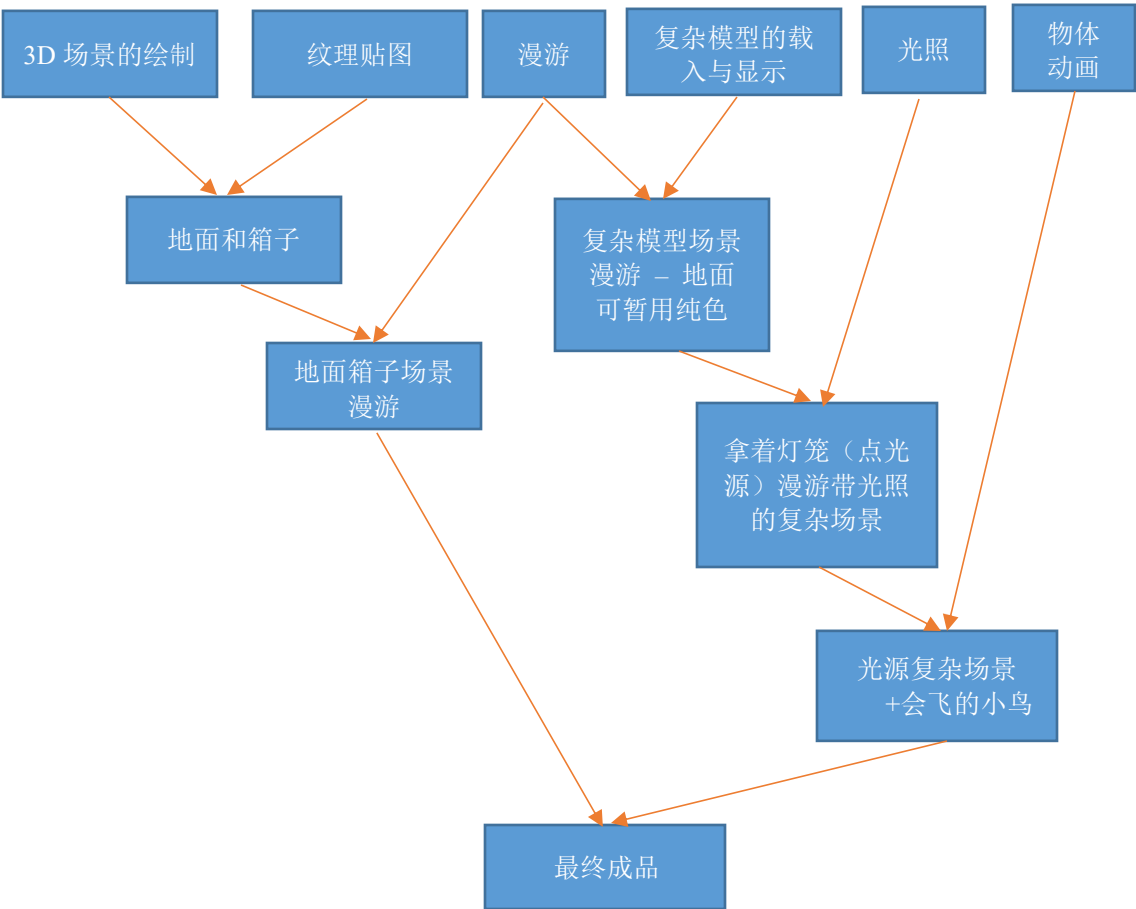 3D 场景的绘制
纹理贴图
漫游
复杂模型的载
入与显示
光照
物体
动画
地面和箱子
复杂模型场景
漫游 – 地面
可暂用纯色
地面箱子场景
漫游
拿着灯笼（点光
源）漫游带光照
的复杂场景
光源复杂场景
+会飞的小鸟
最终成品